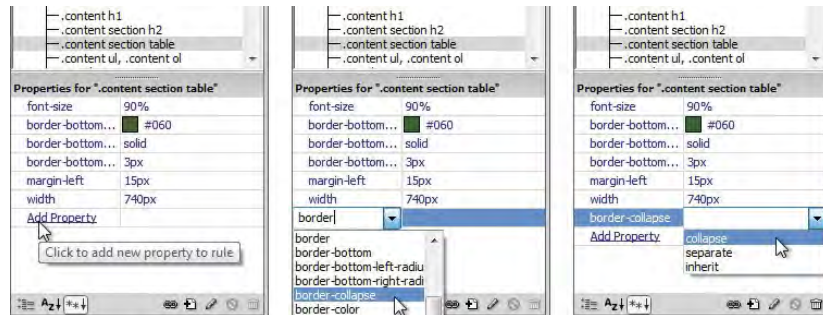 .content h1
.content section h2
.content section table
.content ul, .content ol
Properties for ".content section table"
font-size 90%
border-bottom... #060
border-bottom... solid
border-bottom... 3px
margin-left 15px
width 740px
Add Property
Click to add new property to rule
.content h1
.content section h2
.content section table
.content ul, .content ol
Properties for ".content section table"
font-size 90%
border-bottom... #060
border-bottom... solid
border-bottom... 3px
margin-left 15px
width 740px
border
border
border-bottom
border-bottom-left-radiu
border-bottom-right-radi
border-collapse
border-color
.content h1
.content section h2
.content section table
.content ul, .content ol
Properties for ".content section table"
font-size 90%
border-bottom... #060
border-bottom... solid
border-bottom... 3px
margin-left 15px
width 740px
border-collapse
Add Property collapse
separate
inherit